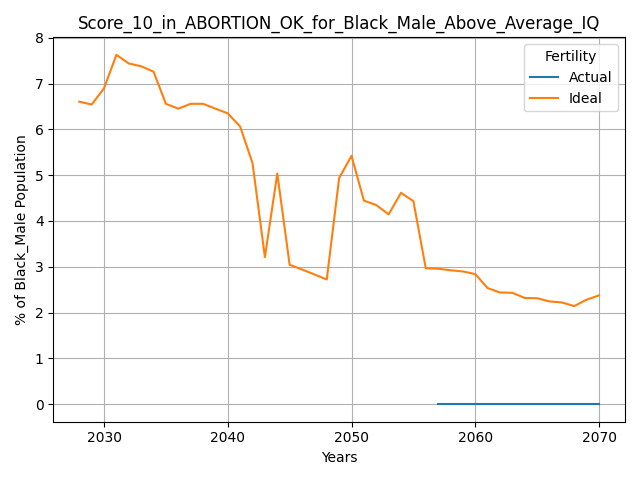 Score_10_in_ABORTION_OK_for_Black_Male_Above_Average_IQ
% of Black_Male Population
8
7
6
5
4
3
2
1
0
Fertility
Actual
Ideal
2030
2040
2050
2060
2070
Years